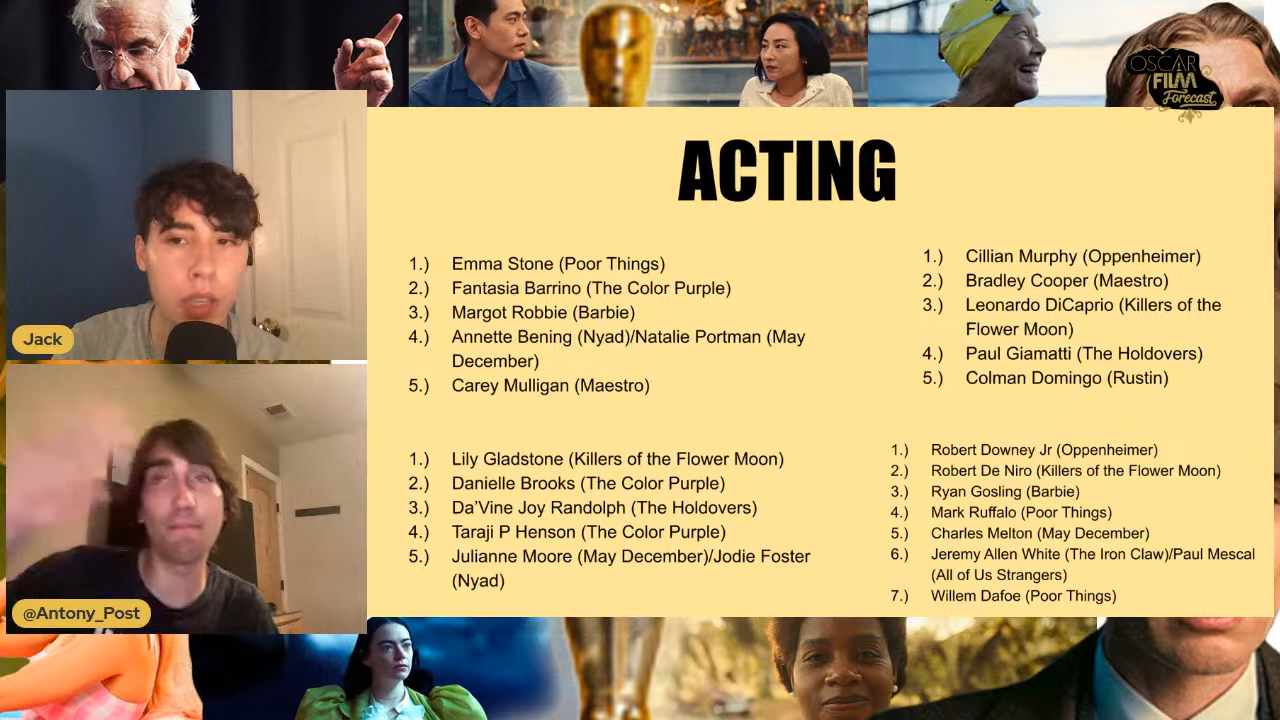 OSCAR
FILM
Forecast
ACTING
1.) Emma Stone (Poor Things)
2.) Fantasia Barrino (The Color Purple)
3.) Margot Robbie (Barbie)
4.) Annette Bening (Nyad)/Natalie Portman (May
December)
5.) Carey Mulligan (Maestro)
1.) Cillian Murphy (Oppenheimer)
2.) Bradley Cooper (Maestro)
3.) Leonardo DiCaprio (Killers of the
Flower Moon)
4.) Paul Giamatti (The Holdovers)
5.) Colman Domingo (Rustin)
1.) Lily Gladstone (Killers of the Flower Moon)
2.) Danielle Brooks (The Color Purple)
3.) Da'Vine Joy Randolph (The Holdovers)
4.) Taraji P Henson (The Color Purple)
5.) Julianne Moore (May December)/Jodie Foster
(Nyad)
1.) Robert Downey Jr (Oppenheimer)
2.) Robert De Niro (Killers of the Flower Moon)
3.) Ryan Gosling (Barbie)
4.) Mark Ruffalo (Poor Things)
5.) Charles Melton (May December)
6.) Jeremy Allen White (The Iron Claw)/Paul Mescal
(All of Us Strangers)
7.) Willem Dafoe (Poor Things)
Jack
@Antony_Post